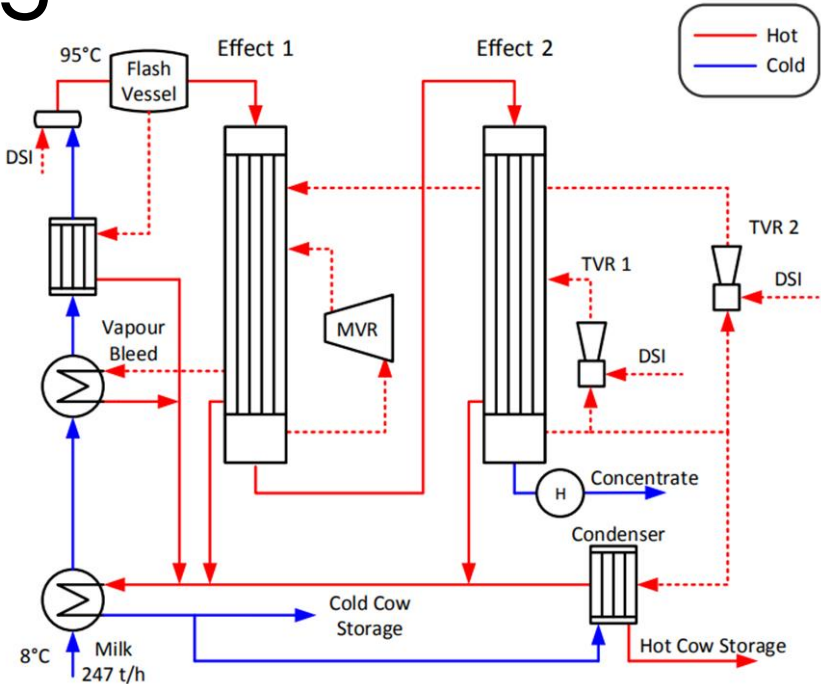 95°C
Flash
Vessel
Effect 1
Effect 2
Hot
Cold
DSI
TVR 2
TVR 1
DSI
MVR
Vapour
Bleed
DSI
Concentrate
H
Condenser
Cold Cow
Storage
Hot Cow Storage
8°C
Milk
247 t/h